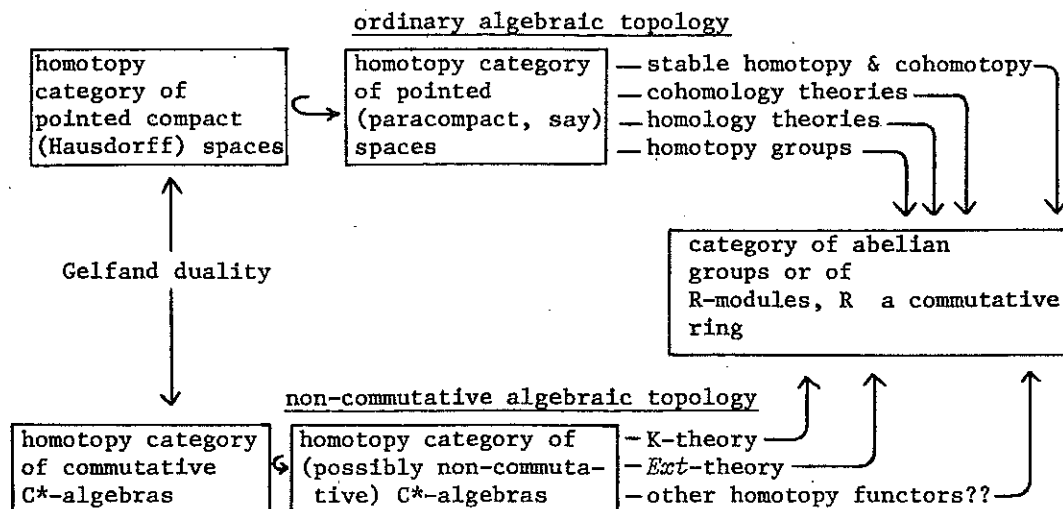 ordinary algebraic topology
homotopy
category of
pointed compact
(Hausdorff) spaces
homotopy category
of pointed
(paracompact, say)
spaces
stable homotopy & cohomotopy
cohomology theories
homology theories
homotopy groups
Gelfand duality
category of abelian
groups or of
R-modules, R a commutative
ring
non-commutative algebraic topology
homotopy category
of commutative
C*-algebras
homotopy category of
(possibly non-commuta-
tive) C*-algebras
K-theory
Ext-theory
other homotopy functors??